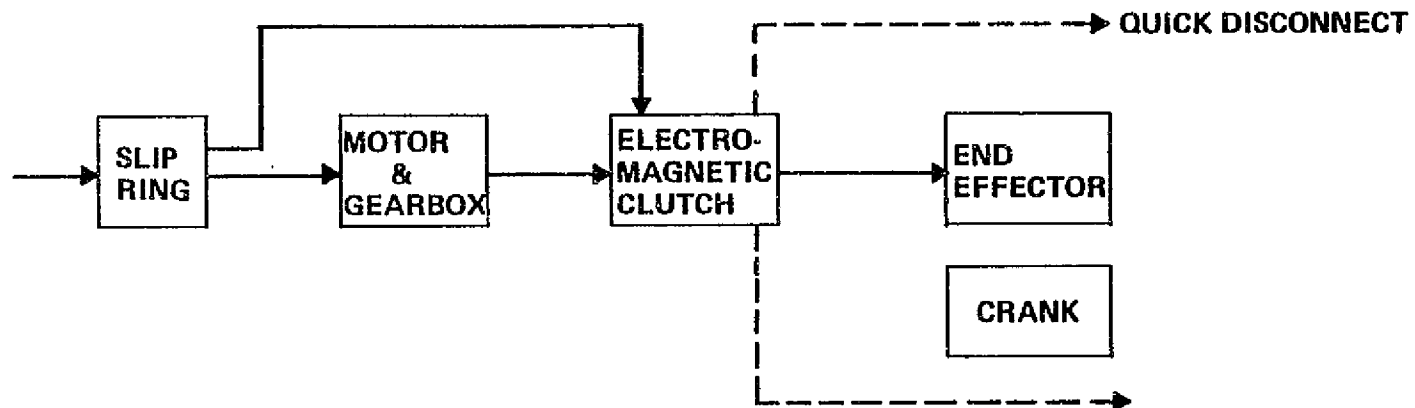 QUICK DISCONNECT
SLIP
RING
MOTOR
&
GEARBOX
ELECTRO-
MAGNETIC
CLUTCH
END
EFFECTOR
CRANK